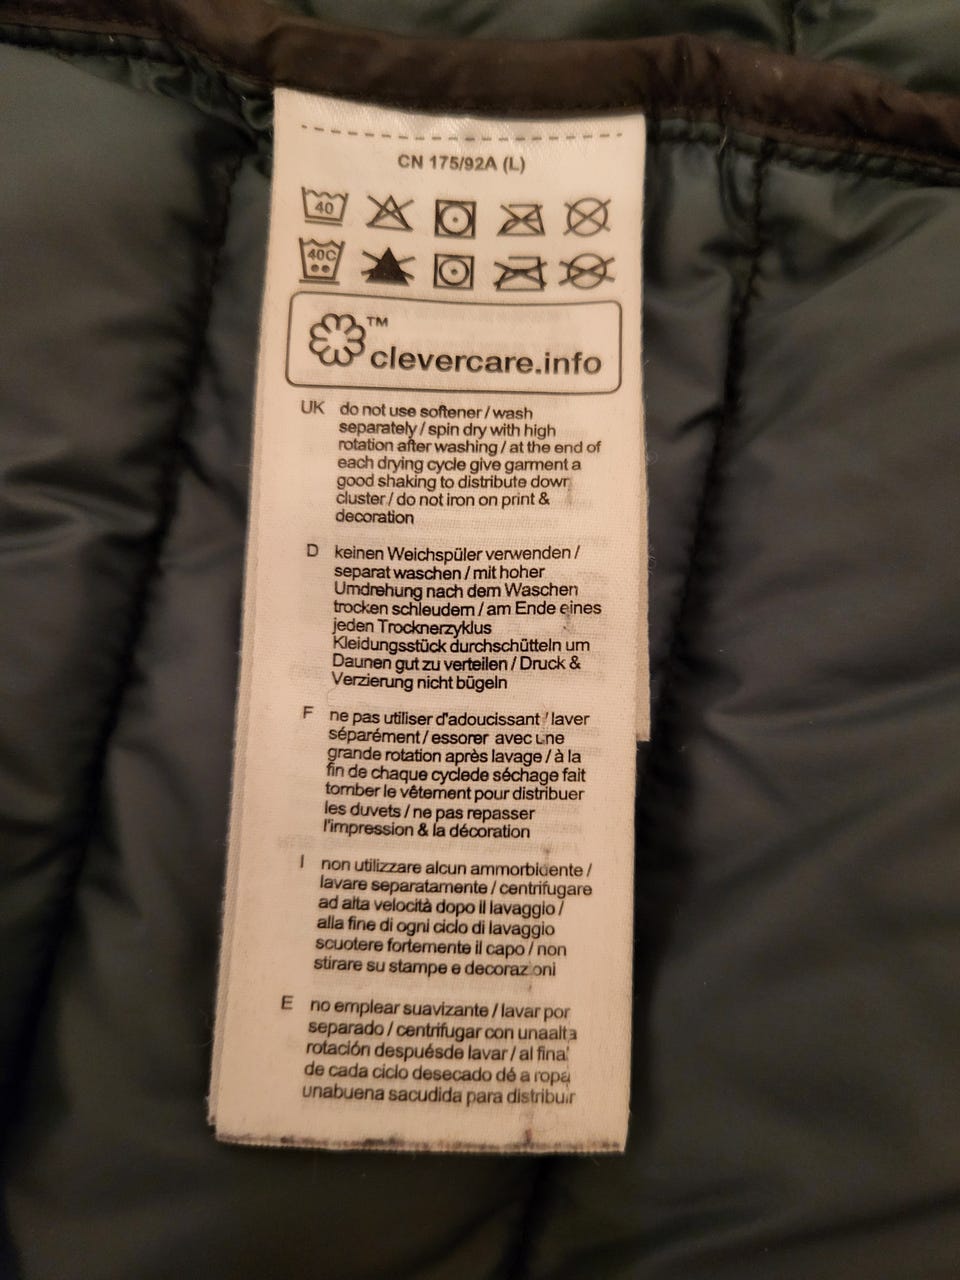 CN 175/92A (L)
40
40C
TM
clevercare.info
UK do not use softener / wash
separately / spin dry with high
rotation after washing / at the end of
each drying cycle give garment a
good shaking to distribute down
cluster / do not iron on print &
decoration
D keinen Weichspüler verwenden /
separat waschen / mit hoher
Umdrehung nach dem Waschen
trocken schleudern / am Ende eines
jeden Trocknerzyklus
Kleidungsstück durchschütteln um
Daunen gut zu verteilen / Druck &
Verzierung nicht bügeln
F ne pas utiliser d'adoucissant / laver
séparément / essorer avec une
grande rotation après lavage / à la
fin de chaque cyclede séchage fait
tomber le vêtement pour distribuer
les duvets / ne pas repasser
l'impression & la décoration
I non utilizzare alcun ammorbidente /
lavare separatamente / centrifugare
ad alta velocità dopo il lavaggio /
alla fine di ogni ciclo di lavaggio
scuotere fortemente il capo / non
stirare su stampe e decorazioni
E no emplear suavizante / lavar por
separado / centrifugar con unaalta
rotación despuésde lavar / al final
de cada ciclo desecado dé a ropa
unabuena sacudida para distribuir